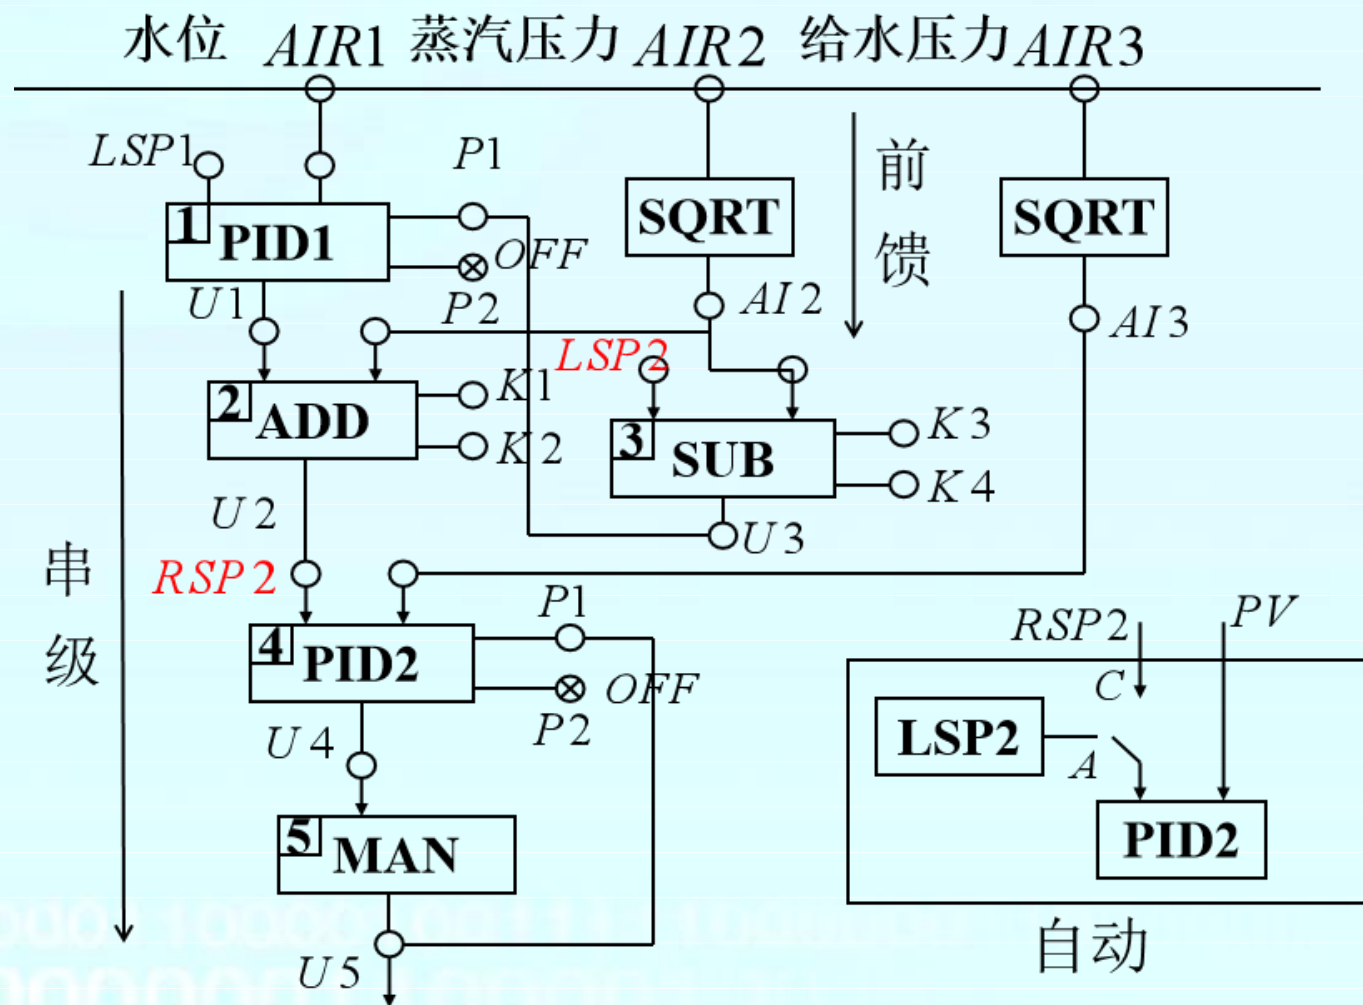 水位 AIR1 蒸汽压力 AIR2 给水压力 AIR3
LSP1
P1
1 PID1
OFF
P2
SQRT
SQRT
前馈
U1
AI2
AI3
LSP2
2 ADD
K1
K2
3 SUB
K3
K4
U2
U3
串级
RSP2
P1
4 PID2
OFF
P2
U4
5 MAN
U5
RSP2
PV
C
LSP2
A
PID2
自动